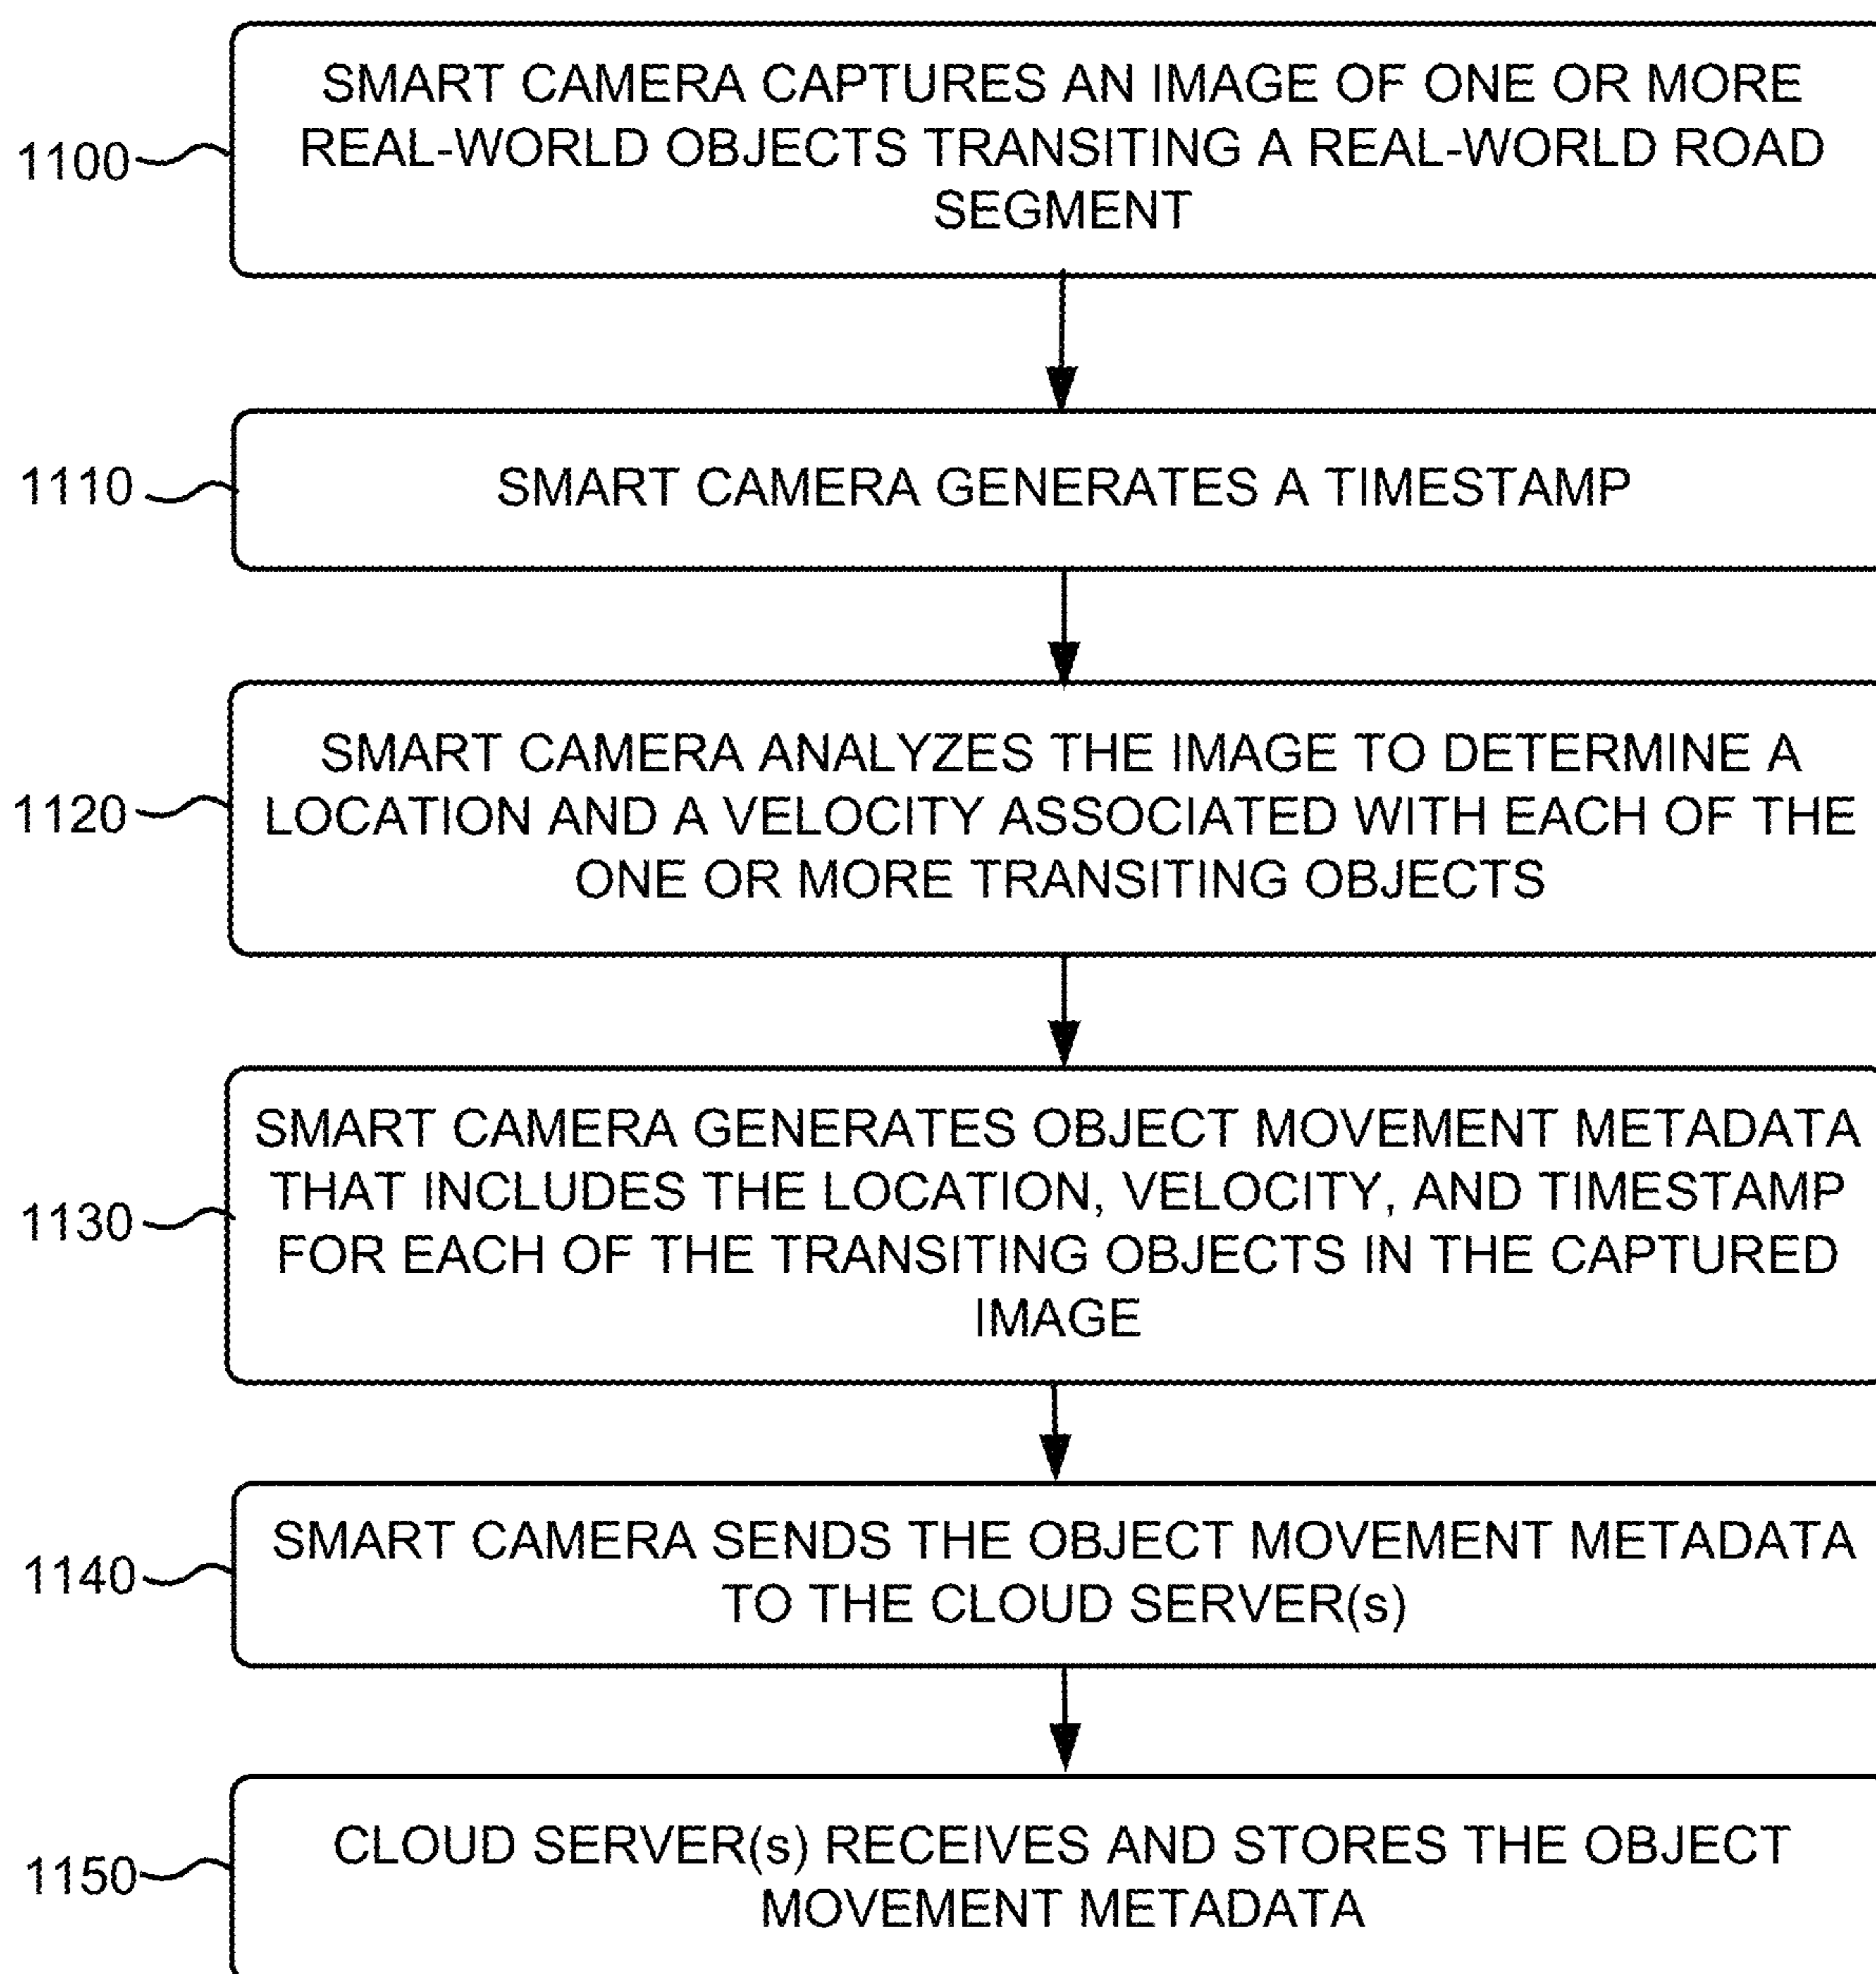 SMART CAMERA CAPTURES AN IMAGE OF ONE OR MORE
REAL-WORLD OBJECTS TRANSITING A REAL-WORLD ROAD
SEGMENT
1100
SMART CAMERA GENERATES A TIMESTAMP
1110
SMART CAMERA ANALYZES THE IMAGE TO DETERMINE A
LOCATION AND A VELOCITY ASSOCIATED WITH EACH OF THE
ONE OR MORE TRANSITING OBJECTS
1120
SMART CAMERA GENERATES OBJECT MOVEMENT METADATA
THAT INCLUDES THE LOCATION, VELOCITY, AND TIMESTAMP
FOR EACH OF THE TRANSITING OBJECTS IN THE CAPTURED
IMAGE
1130
SMART CAMERA SENDS THE OBJECT MOVEMENT METADATA
TO THE CLOUD SERVER(s)
1140
CLOUD SERVER(s) RECEIVES AND STORES THE OBJECT
MOVEMENT METADATA
1150